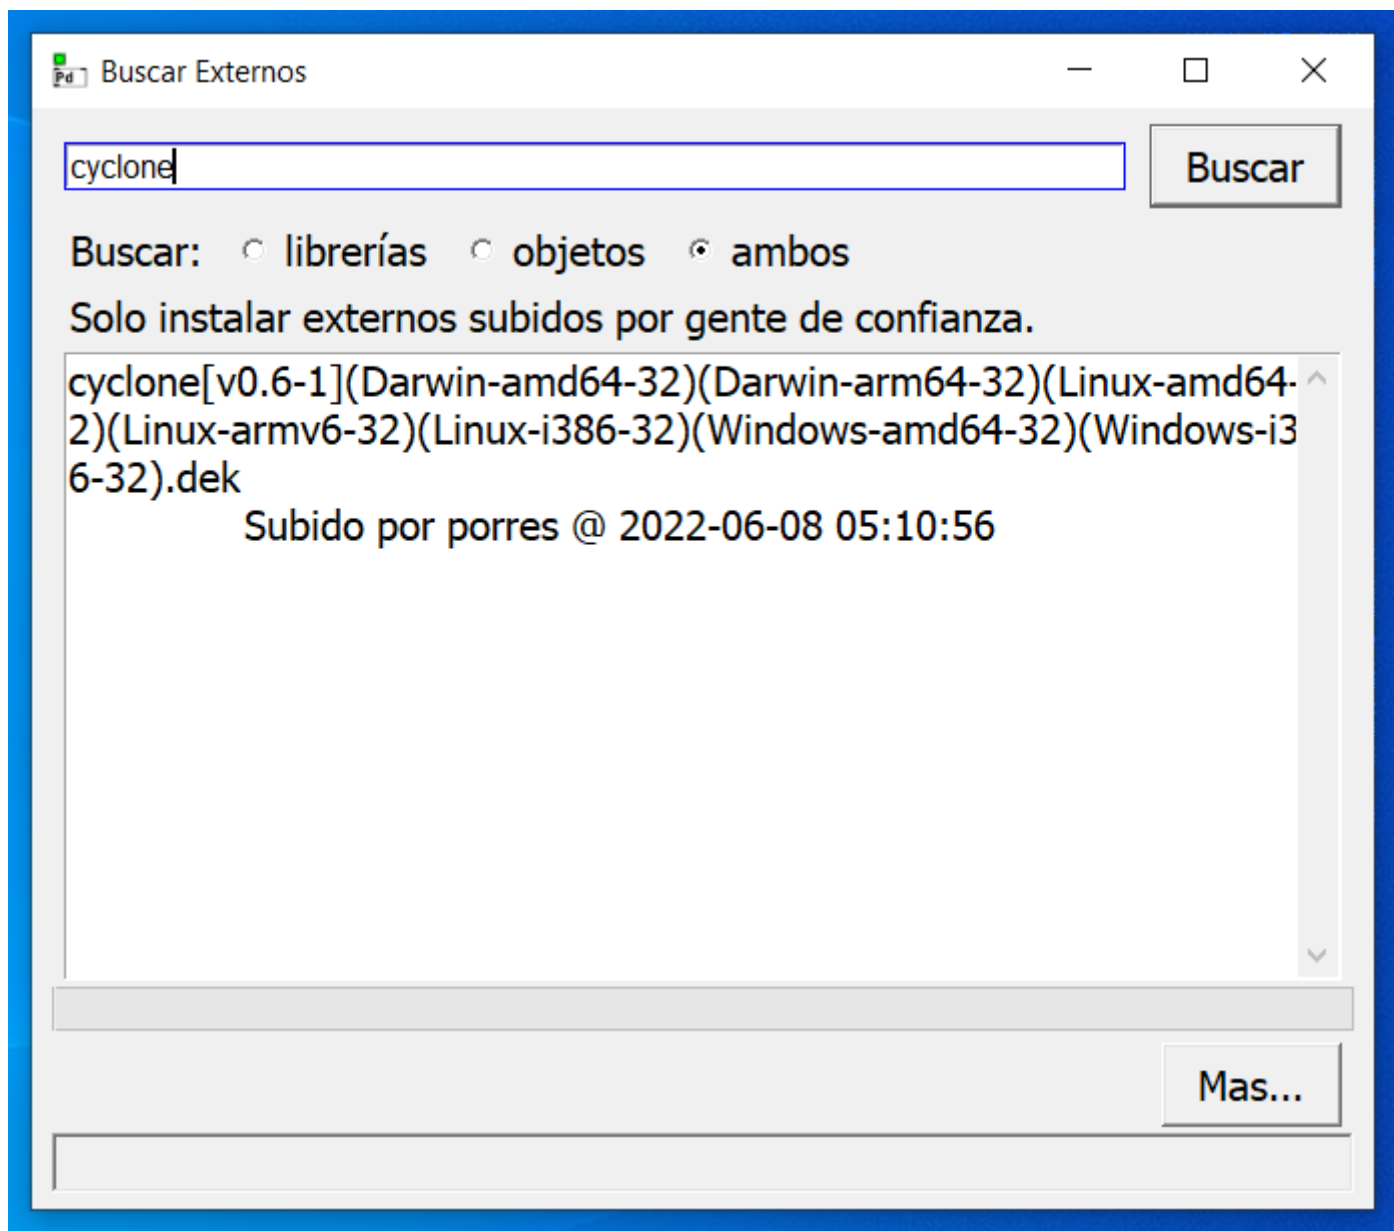 Pd Buscar Externos
cyclone
Buscar
Buscar: librerías objetos ambos
Solo instalar externos subidos por gente de confianza.
cyclone[v0.6-1](Darwin-amd64-32)(Darwin-arm64-32)(Linux-amd64-
2)(Linux-armv6-32)(Linux-i386-32)(Windows-amd64-32)(Windows-i3
6-32).dek
Subido por porres @ 2022-06-08 05:10:56
Mas...